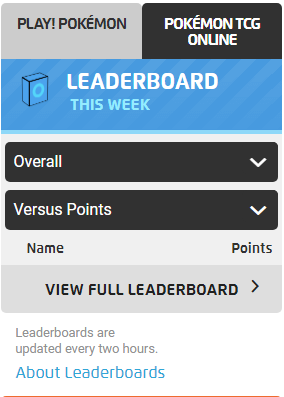 PLAY! POKÉMON
POKÉMON TCG
ONLINE
LEADERBOARD
THIS WEEK
Overall
Versus Points
Name Points
VIEW FULL LEADERBOARD
Leaderboards are
updated every two hours.
About Leaderboards